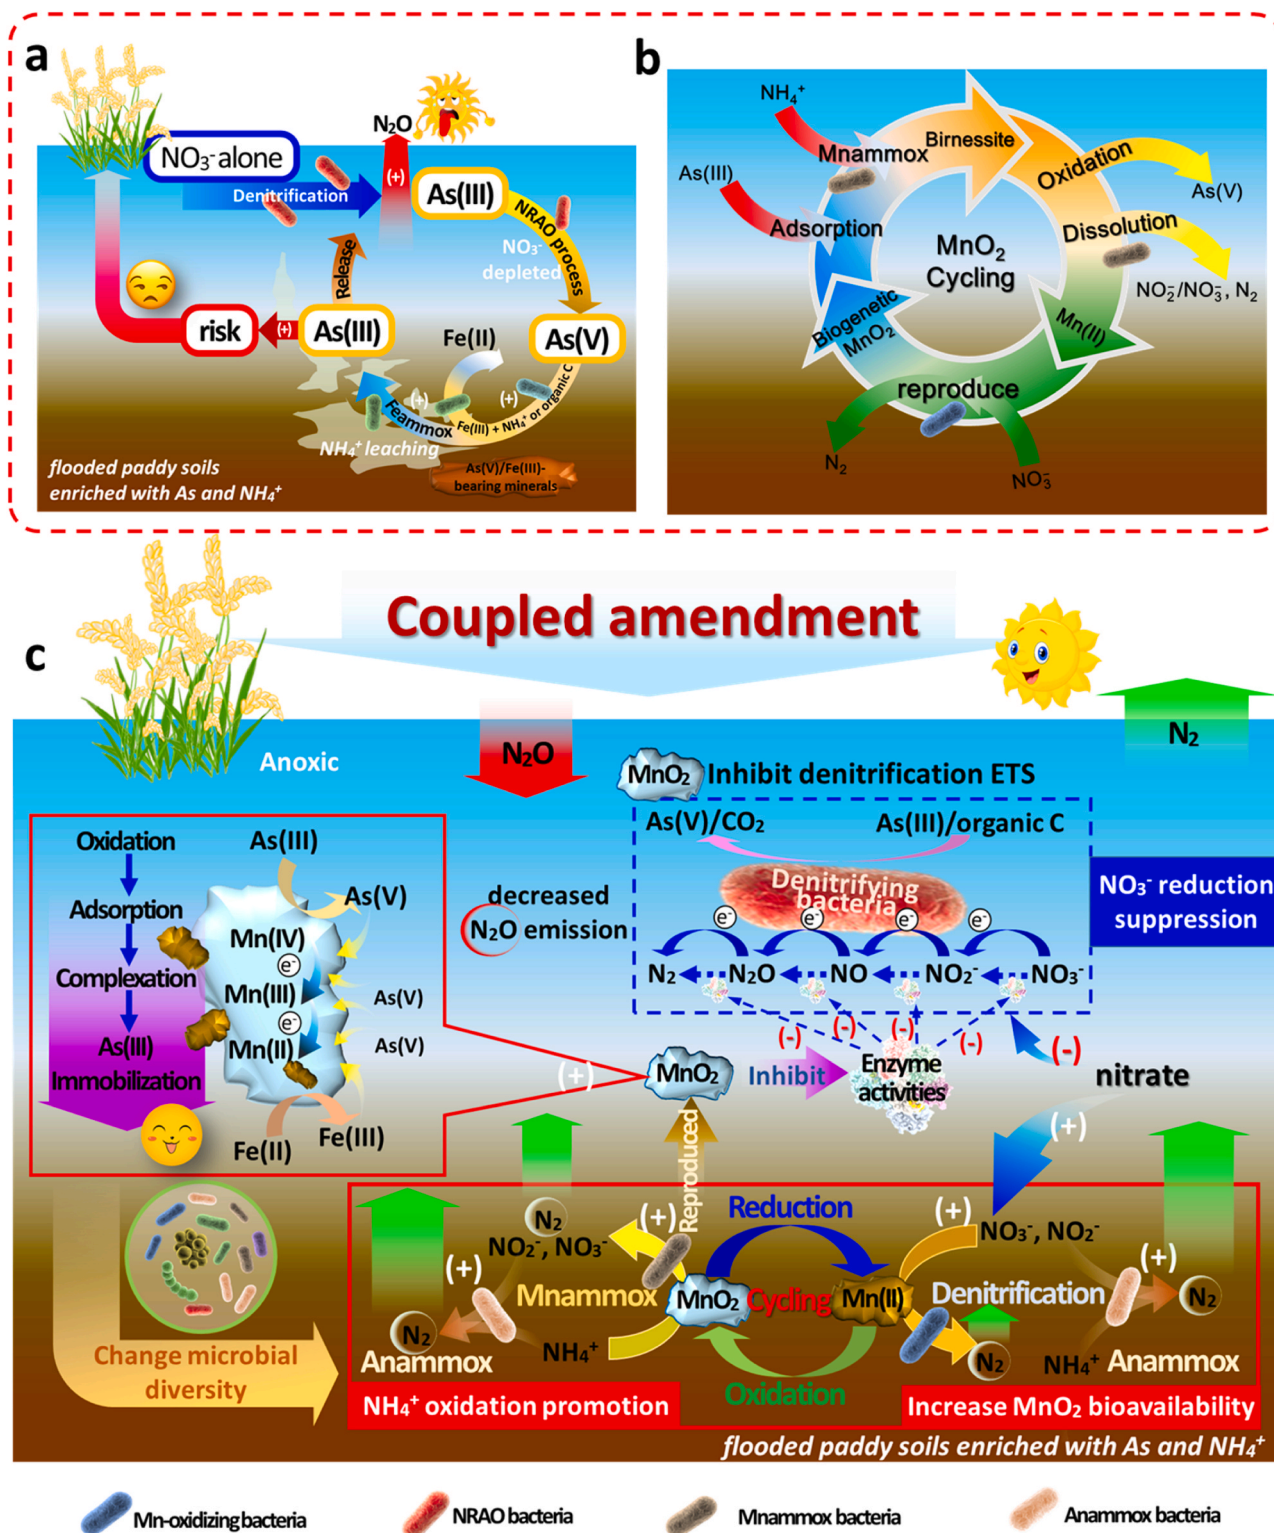 a
N₂O
NO₃⁻ alone
Denitrification
(+)
As(III)
NRAO process
NO₃⁻
depleted
Release
risk
(+)
As(III)
Fe(II)
As(V)
(+)
(+)
Feammox
Fe(III) + NH₄⁺ or organic C
NH₄⁺ leaching
As(V)/Fe(III)-
bearing minerals
flooded paddy soils
enriched with As and NH₄⁺
b
NH₄⁺
Mnammox
Birnessite
Oxidation
As(III)
As(V)
Adsorption
Dissolution
MnO₂
Cycling
NO₂⁻/NO₃⁻, N₂
Biogenetic
MnO₂
Mn(II)
reproduce
N₂
NO₃⁻
Coupled amendment
c
N₂
Anoxic
N₂O
MnO₂
Inhibit denitrification ETS
As(V)/CO₂
As(III)/organic C
Denitrifying
bacteria
e⁻
e⁻
e⁻
e⁻
N₂
N₂O
NO
NO₂⁻
NO₃⁻
NO₃⁻ reduction
suppression
decreased
N₂O emission
Oxidation
Adsorption
Complexation
As(III)
Immobilization
As(III)
As(V)
Mn(IV)
e⁻
Mn(III)
As(V)
e⁻
Mn(II)
As(V)
Fe(II)
Fe(III)
(+)
MnO₂
Inhibit
Enzyme
activities
(-)
(-)
(-)
(-)
(-)
nitrate
(+)
Reproduced
Reduction
(+)
(+)
N₂
NO₂⁻, NO₃⁻
NO₃⁻, NO₂⁻
(+)
(+)
Mnammox
MnO₂
Cycling
Mn(II)
Denitrification
N₂
N₂
Anammox
NH₄⁺
N₂
NH₄⁺
Anammox
Oxidation
Change microbial
diversity
NH₄⁺ oxidation promotion
Increase MnO₂ bioavailability
flooded paddy soils enriched with As and NH₄⁺
Mn-oxidizing bacteria
NRAO bacteria
Mnammox bacteria
Anammox bacteria